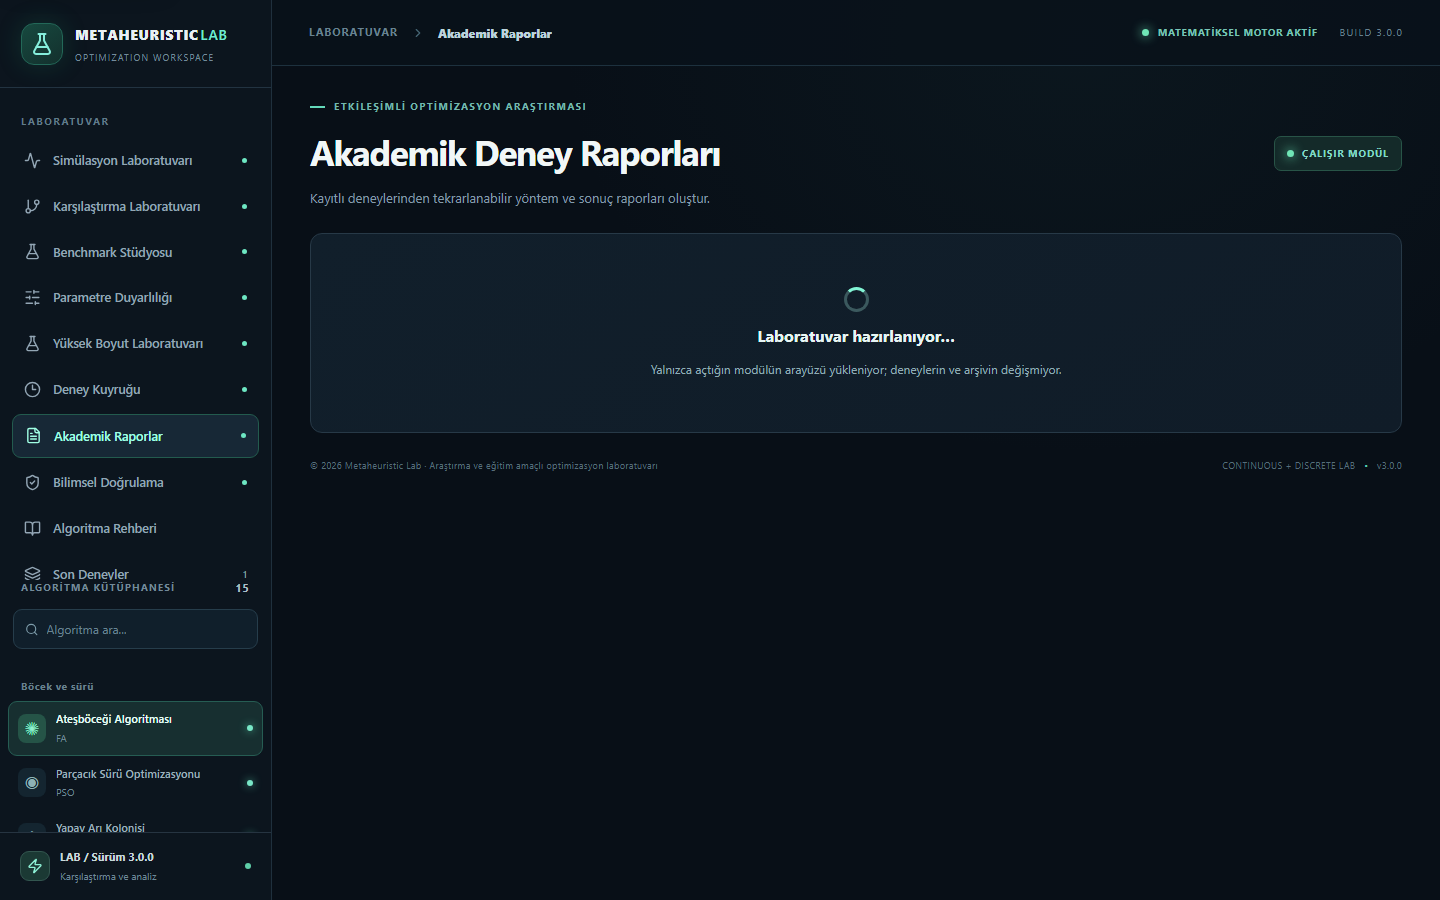 METAHEURISTICLAB
OPTIMIZATION WORKSPACE
LABORATUVAR
Simülasyon Laboratuvarı
Karşılaştırma Laboratuvarı
Benchmark Stüdyosu
Parametre Duyarlılığı
Yüksek Boyut Laboratuvarı
Deney Kuyruğu
Akademik Raporlar
Bilimsel Doğrulama
Algoritma Rehberi
Son Deneyler 1
ALGORİTMA KÜTÜPHANESİ 15
Algoritma ara...
Böcek ve sürü
Ateşböceği Algoritması
FA
Parçacık Sürü Optimizasyonu
PSO
Yapay Arı Kolonisi
LAB / Sürüm 3.0.0
Karşılaştırma ve analiz
LABORATUVAR > Akademik Raporlar
MATEMATİKSEL MOTOR AKTİF BUILD 3.0.0
ETKİLEŞİMLİ OPTİMİZASYON ARAŞTIRMASI
Akademik Deney Raporları
ÇALIŞIR MODÜL
Kayıtlı deneylerinden tekrarlanabilir yöntem ve sonuç raporları oluştur.
Laboratuvar hazırlanıyor...
Yalnızca açtığın modülün arayüzü yükleniyor; deneylerin ve arşivin değişmiyor.
© 2026 Metaheuristic Lab · Araştırma ve eğitim amaçlı optimizasyon laboratuvarı
CONTINUOUS + DISCRETE LAB • v3.0.0